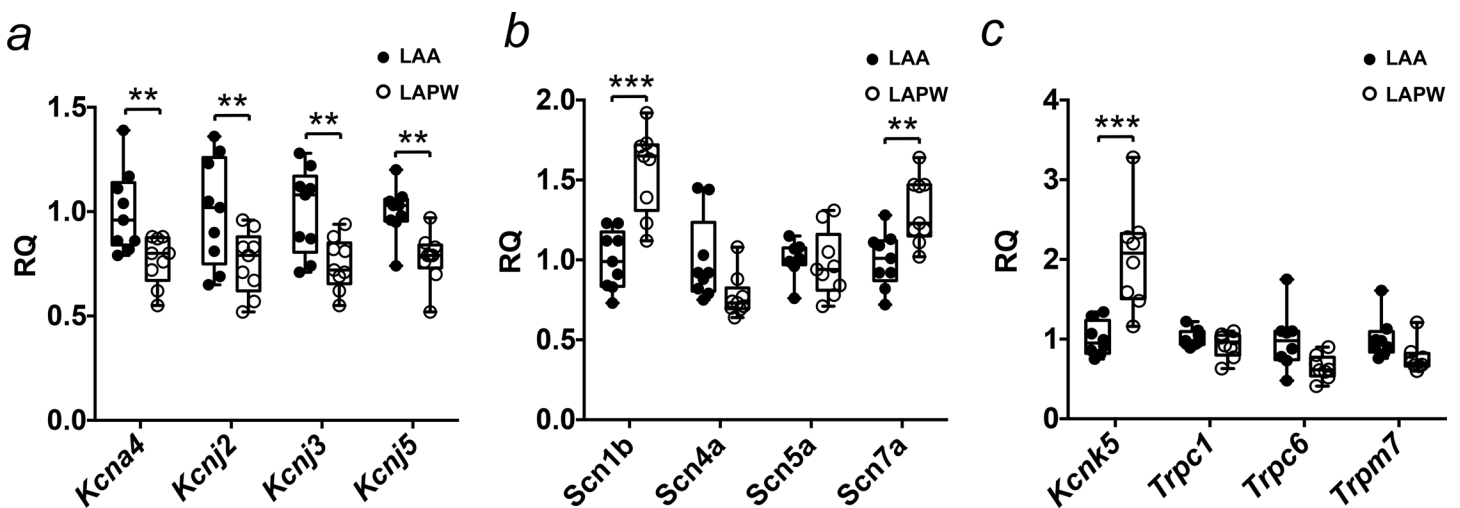 a
LAA
LAPW
** ** ** **
RQ
1.5
1.0
0.5
0.0
Kcna4 Kcnj2 Kcnj3 Kcnj5
b
LAA
LAPW
*** **
RQ
2.0
1.5
1.0
0.5
0.0
Scn1b Scn4a Scn5a Scn7a
c
LAA
LAPW
***
RQ
4
3
2
1
0
Kcnk5 Trpc1 Trpc6 Trpm7